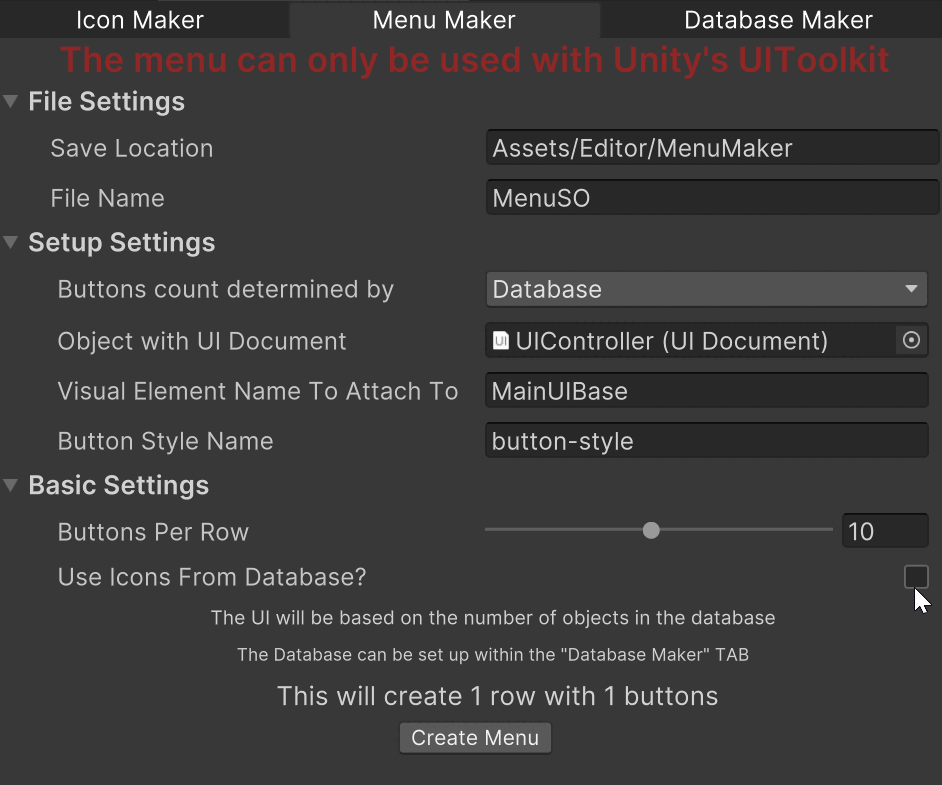 Icon Maker Menu Maker Database Maker
The menu can only be used with Unity's UIToolkit
File Settings
Save Location Assets/Editor/MenuMaker
File Name MenuSO
Setup Settings
Buttons count determined by Database
Object with UI Document UIController (UI Document)
Visual Element Name To Attach To MainUIBase
Button Style Name button-style
Basic Settings
Buttons Per Row 10
Use Icons From Database?
The UI will be based on the number of objects in the database
The Database can be set up within the "Database Maker" TAB
This will create 1 row with 1 buttons
Create Menu